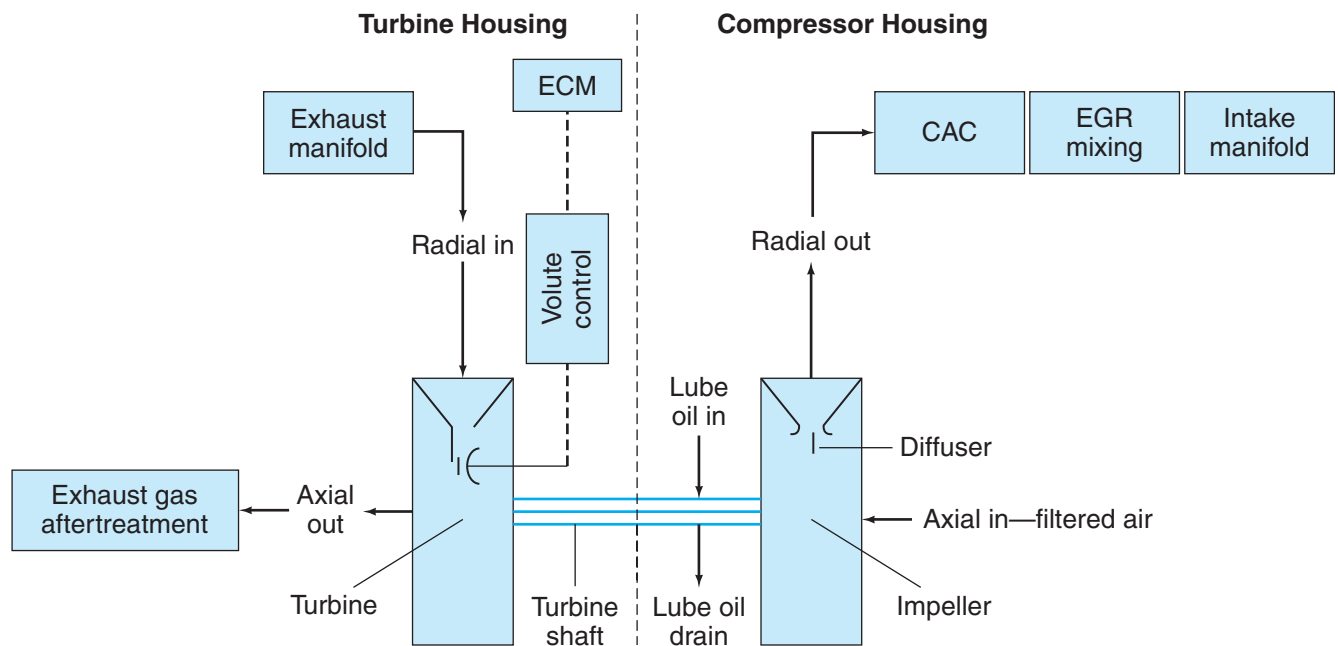 Turbine Housing
Compressor Housing
ECM
Exhaust
manifold
CAC
EGR
mixing
Intake
manifold
Radial in
Volute
control
Radial out
Lube
oil in
Diffuser
Exhaust gas
aftertreatment
Axial
out
Axial in—filtered air
Turbine
Turbine
shaft
Lube oil
drain
Impeller